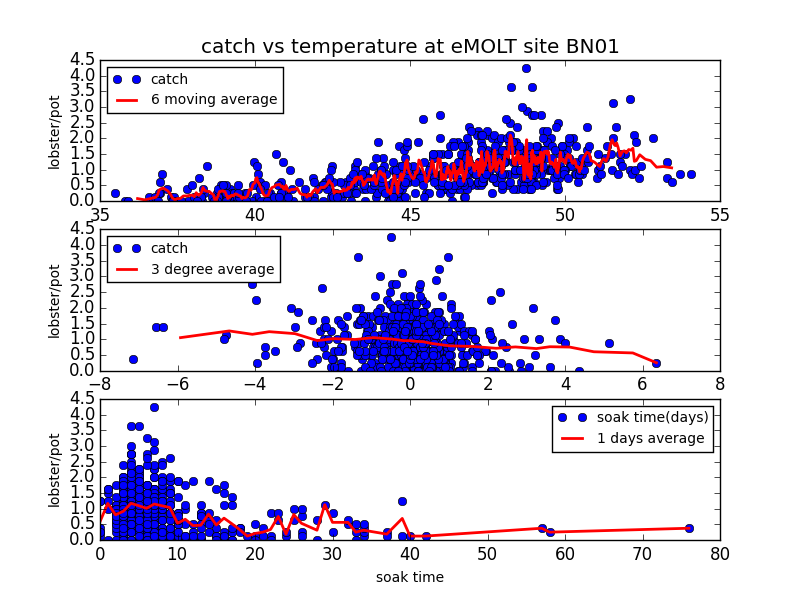 catch vs temperature at eMOLT site BN01
4.5
4.0
3.5
3.0
2.5
2.0
1.5
1.0
0.5
0.0
lobster/pot
catch
6 moving average
35 40 45 50 55
4.5
4.0
3.5
3.0
2.5
2.0
1.5
1.0
0.5
0.0
lobster/pot
catch
3 degree average
−8 −6 −4 −2 0 2 4 6 8
4.5
4.0
3.5
3.0
2.5
2.0
1.5
1.0
0.5
0.0
lobster/pot
soak time(days)
1 days average
0 10 20 30 40 50 60 70 80
soak time